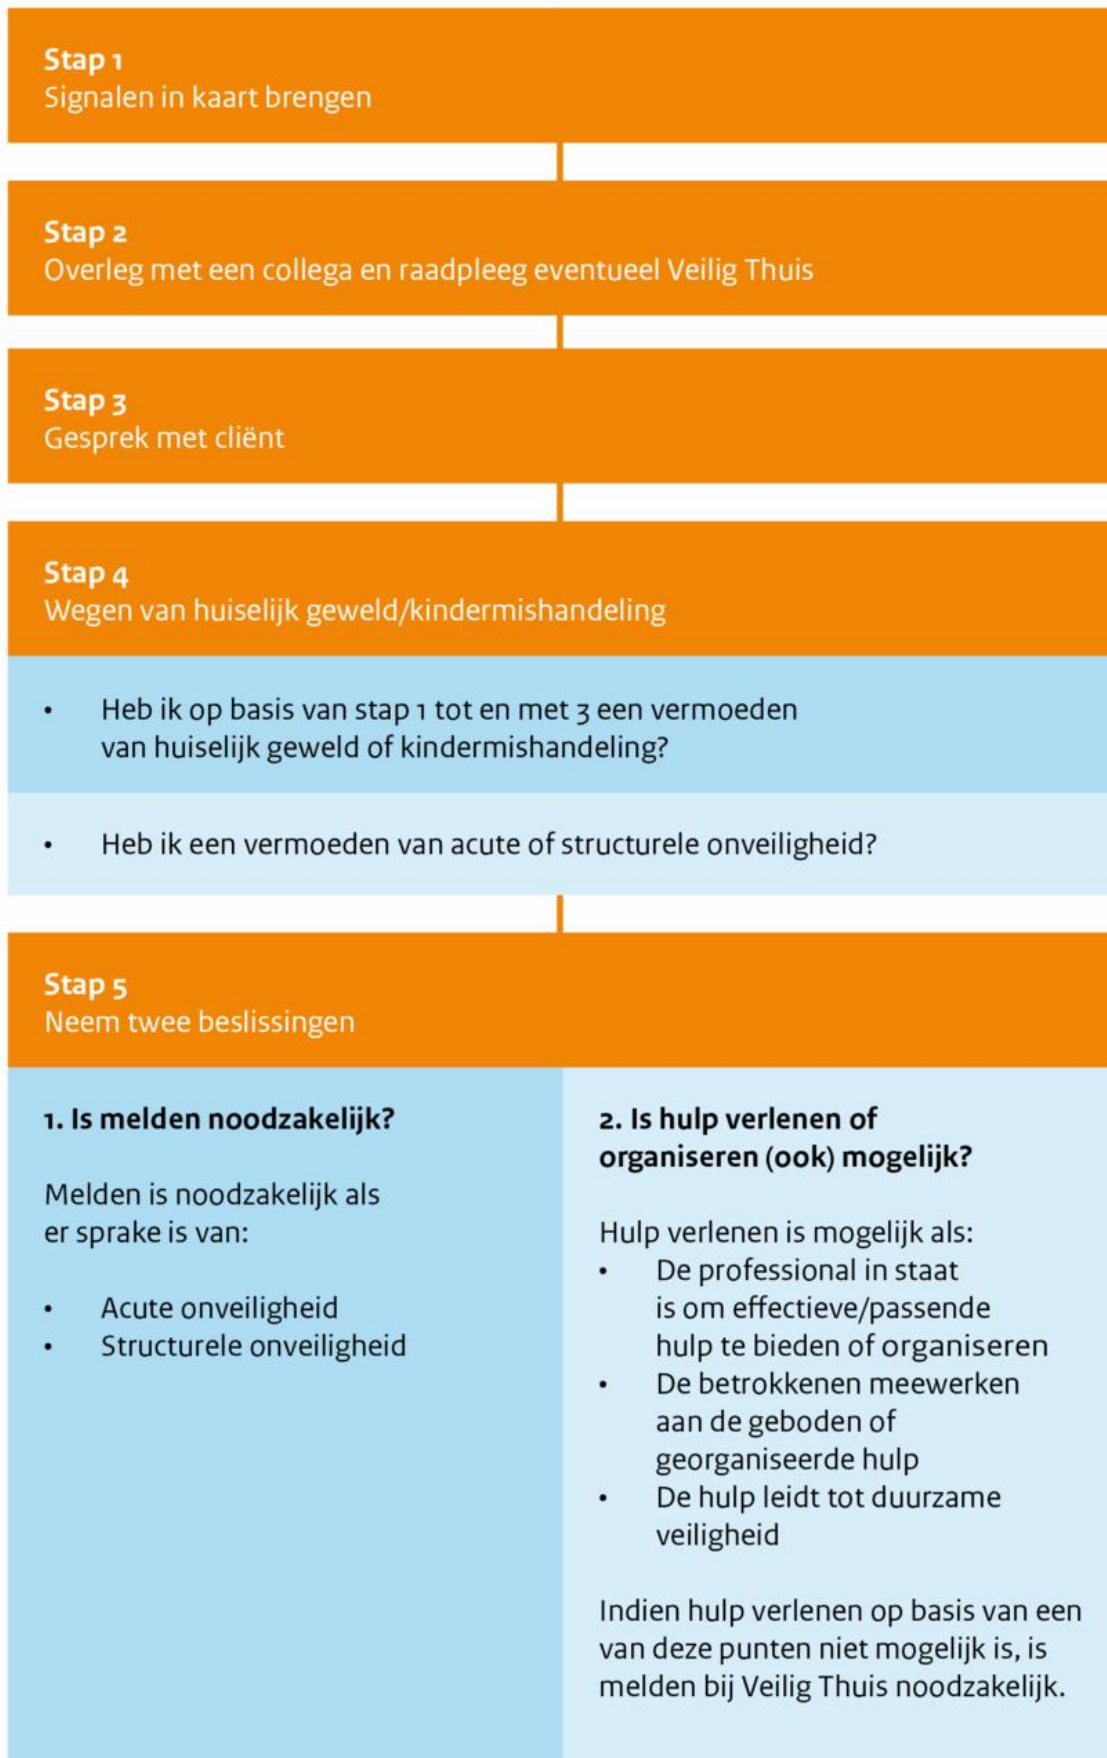 Stap 1
Signalen in kaart brengen
Stap 2
Overleg met een collega en raadpleeg eventueel Veilig Thuis
Stap 3
Gesprek met cliënt
Stap 4
Wegen van huiselijk geweld/kindermishandeling
• Heb ik op basis van stap 1 tot en met 3 een vermoeden
van huiselijk geweld of kindermishandeling?
• Heb ik een vermoeden van acute of structurele onveiligheid?
Stap 5
Neem twee beslissingen
1. Is melden noodzakelijk?
Melden is noodzakelijk als
er sprake is van:
• Acute onveiligheid
• Structurele onveiligheid
2. Is hulp verlenen of
organiseren (ook) mogelijk?
Hulp verlenen is mogelijk als:
• De professional in staat
is om effectieve/passende
hulp te bieden of organiseren
• De betrokkenen meewerken
aan de geboden of
georganiseerde hulp
• De hulp leidt tot duurzame
veiligheid
Indien hulp verlenen op basis van een
van deze punten niet mogelijk is, is
melden bij Veilig Thuis noodzakelijk.